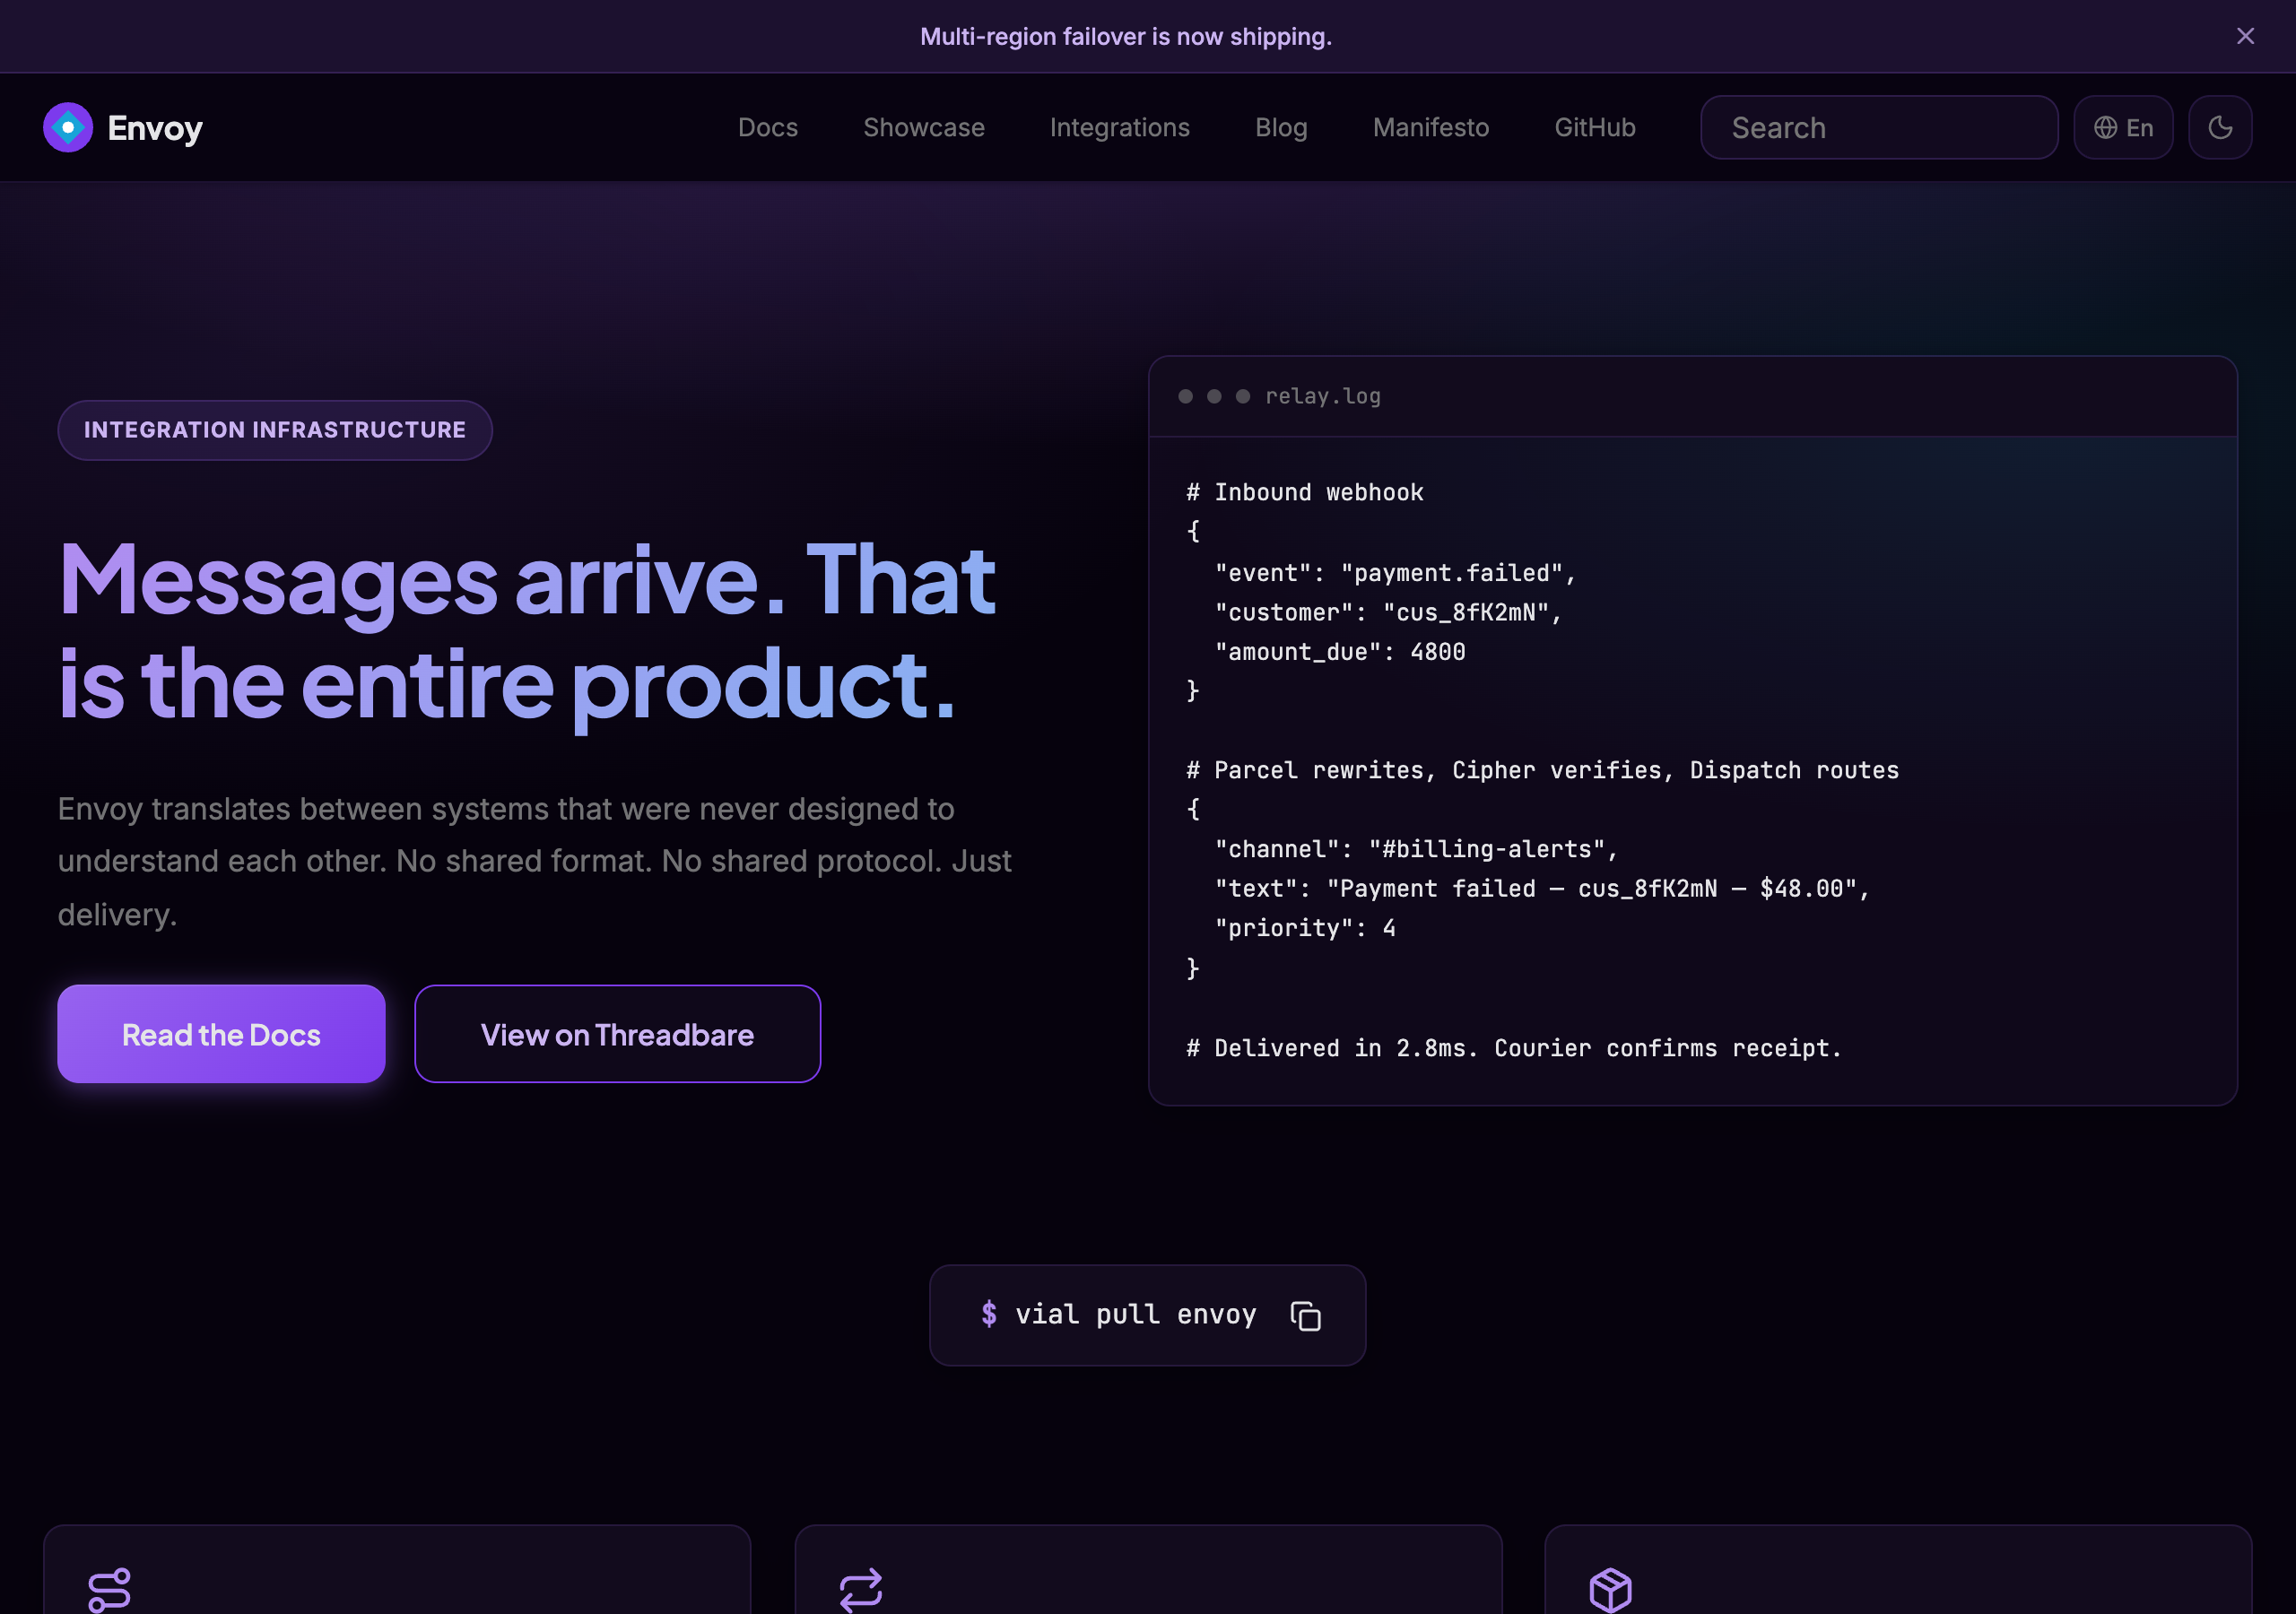 Multi-region failover is now shipping.
Envoy
Docs
Showcase
Integrations
Blog
Manifesto
GitHub
Search
En
INTEGRATION INFRASTRUCTURE
Messages arrive. That
is the entire product.
Envoy translates between systems that were never designed to
understand each other. No shared format. No shared protocol. Just
delivery.
Read the Docs
View on Threadbare
relay.log
# Inbound webhook
{
  "event": "payment.failed",
  "customer": "cus_8fK2mN",
  "amount_due": 4800
}
# Parcel rewrites, Cipher verifies, Dispatch routes
{
  "channel": "#billing-alerts",
  "text": "Payment failed — cus_8fK2mN — $48.00",
  "priority": 4
}
# Delivered in 2.8ms. Courier confirms receipt.
$ vial pull envoy